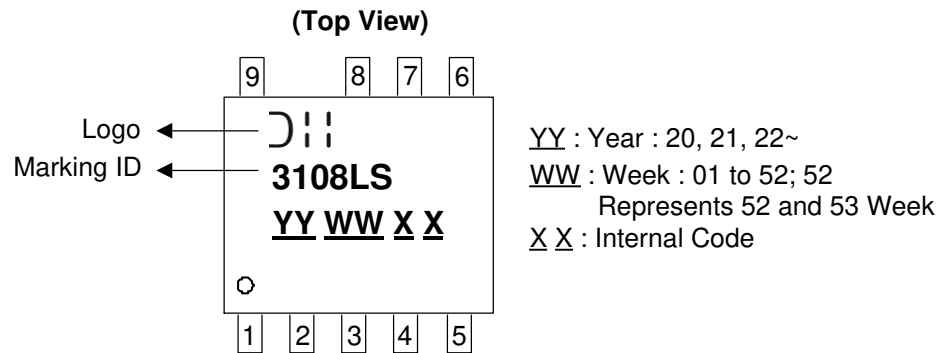 (Top View)
9 8 7 6
Logo
Marking ID
3108LS
YY WW X X
1 2 3 4 5
YY : Year : 20, 21, 22~
WW : Week : 01 to 52; 52
Represents 52 and 53 Week
X X : Internal Code